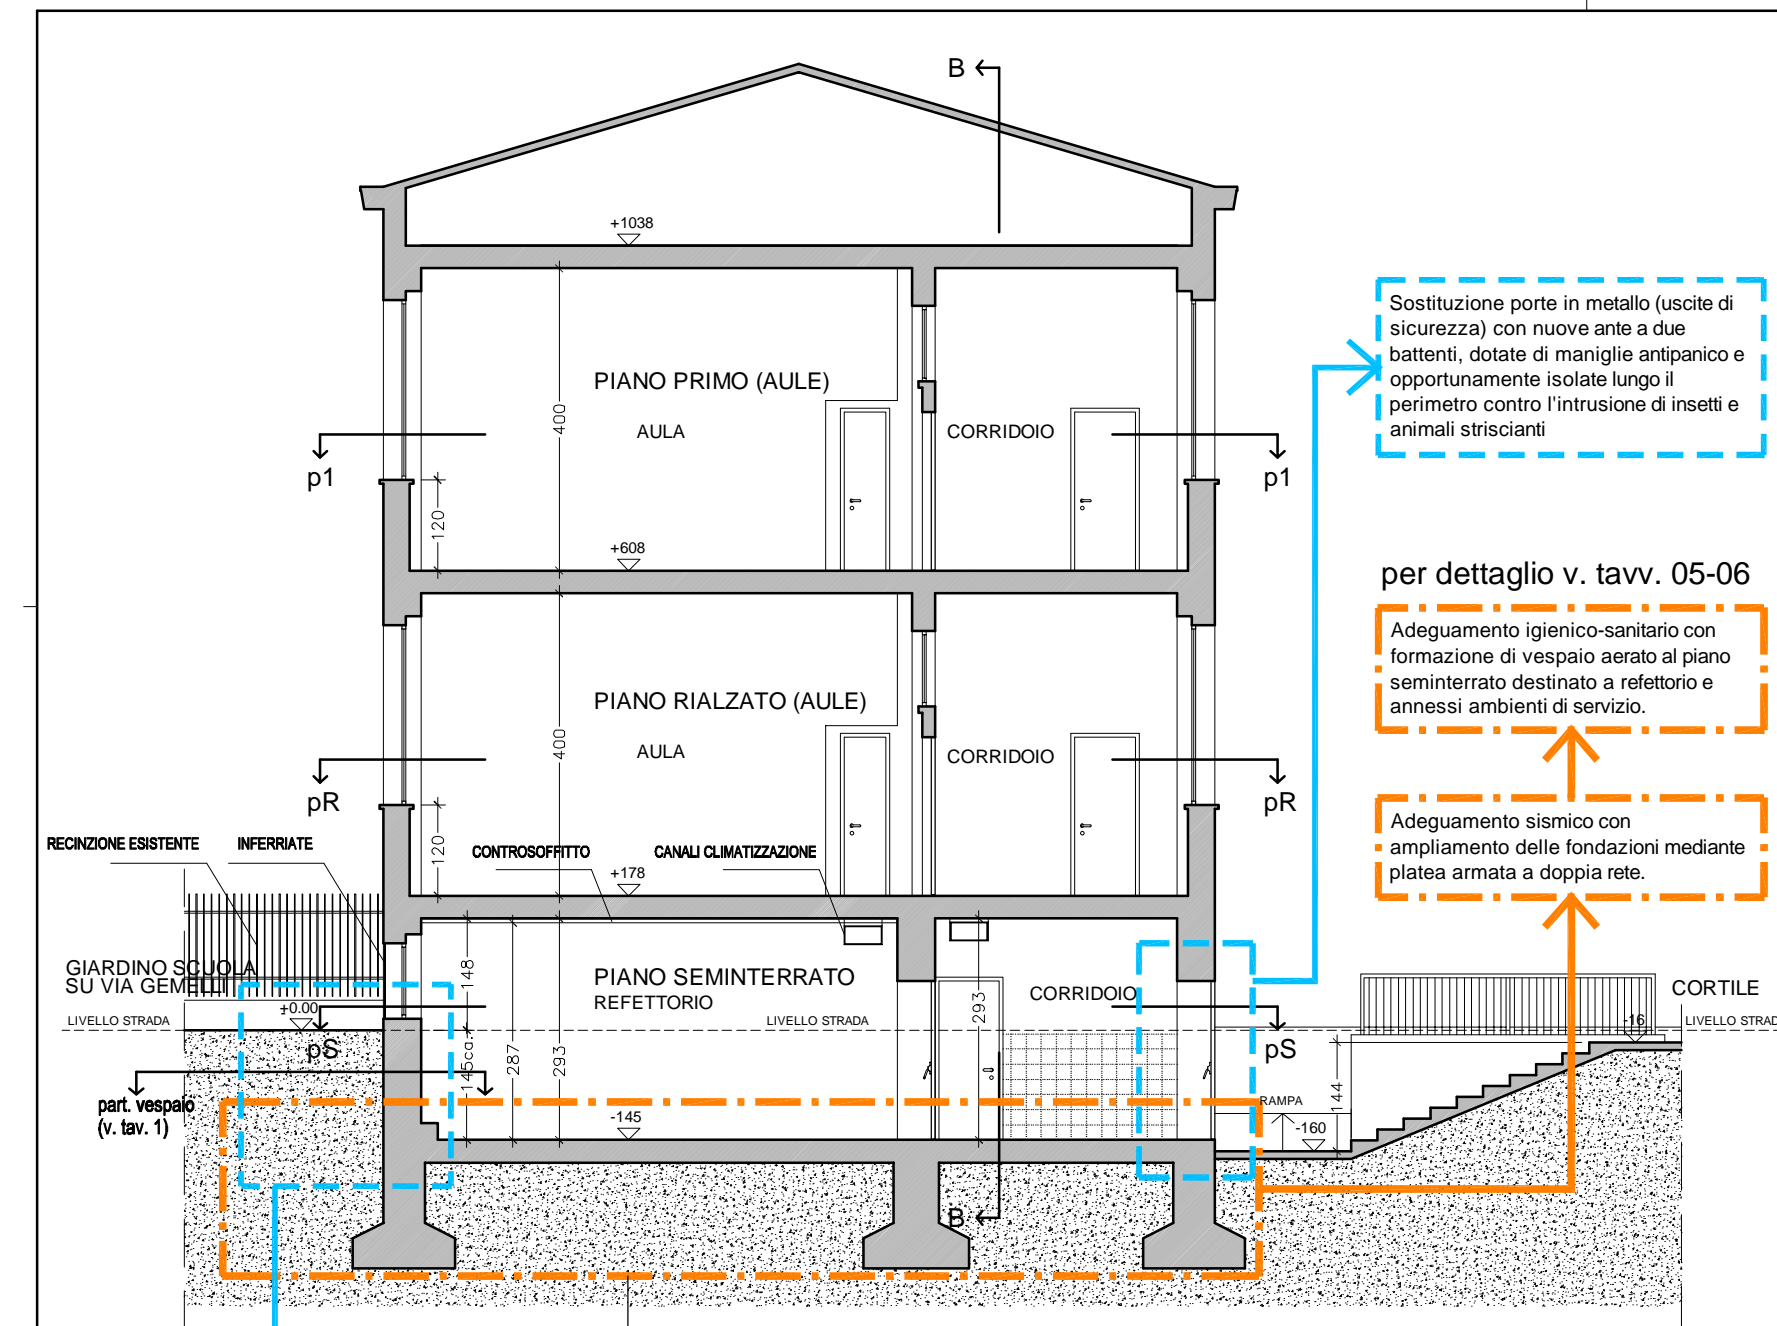 B
+1038
Sostituzione porte in metallo (uscite di
sicurezza) con nuove ante a due
battenti, dotate di maniglie antipanico e
opportunamente isolate lungo il
perimetro contro l'intrusione di insetti e
animali striscianti
PIANO PRIMO (AULE)
400
AULA
CORRIDOIO
p1
p1
120
+608
per dettaglio v. tavv. 05-06
Adeguamento igienico-sanitario con
formazione di vespaio aerato al piano
seminterrato destinato a refettorio e
annessi ambienti di servizio.
PIANO RIALZATO (AULE)
400
AULA
CORRIDOIO
pR
pR
Adeguamento sismico con
ampliamento delle fondazioni mediante
platea armata a doppia rete.
120
RECINZIONE ESISTENTE
INFERRIATE
CONTROSOFFITTO
CANALI CLIMATIZZAZIONE
+178
GIARDINO SCUOLA
SU VIA GEMELLI
148
PIANO SEMINTERRATO
REFETTORIO
293
CORRIDOIO
CORTILE
+0.00
LIVELLO STRADA
LIVELLO STRADA
-16
LIVELLO STRAD
pS
pS
145ca
287
293
144
part. vespaio
(v. tav. 1)
RAMPA
-145
-160
B